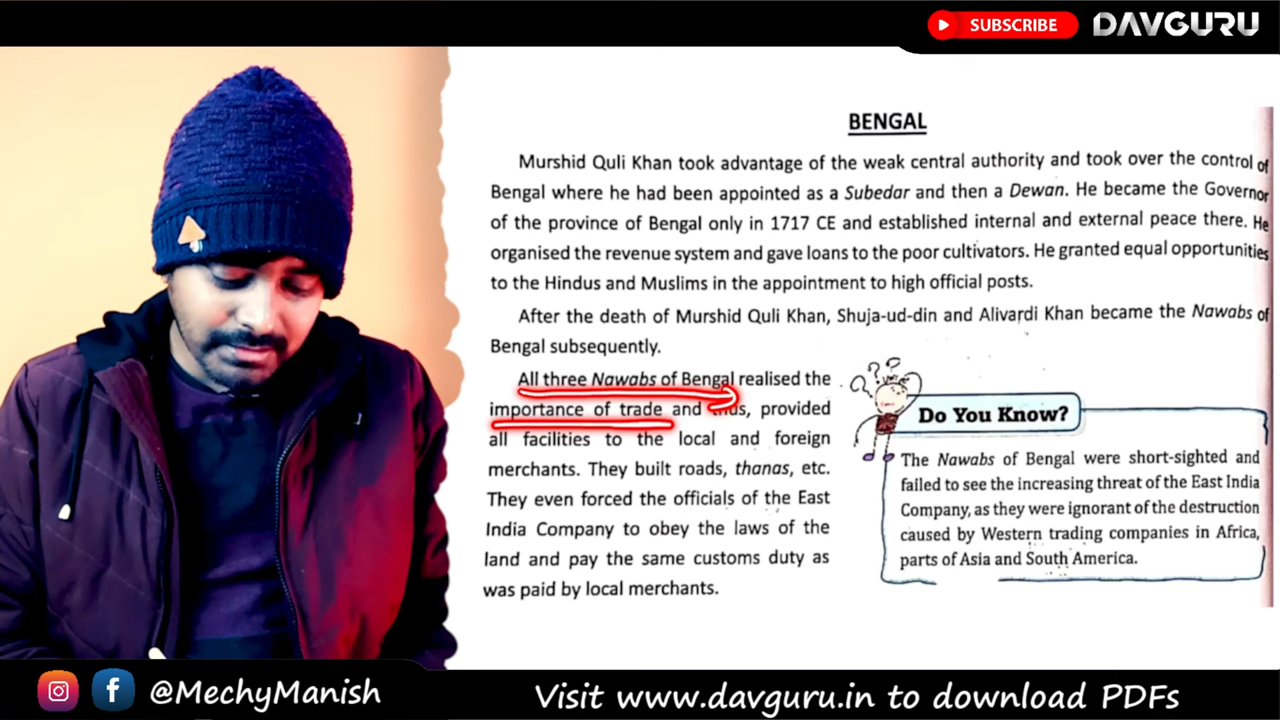 SUBSCRIBE DAVGURU
BENGAL
Murshid Quli Khan took advantage of the weak central authority and took over the control of
Bengal where he had been appointed as a Subedar and then a Dewan. He became the Governor
of the province of Bengal only in 1717 CE and established internal and external peace there. He
organised the revenue system and gave loans to the poor cultivators. He granted equal opportunities
to the Hindus and Muslims in the appointment to high official posts.
After the death of Murshid Quli Khan, Shuja-ud-din and Alivardi Khan became the Nawabs of
Bengal subsequently.
All three Nawabs of Bengal realised the
importance of trade and thus, provided
all facilities to the local and foreign
merchants. They built roads, thanas, etc.
They even forced the officials of the East
India Company to obey the laws of the
land and pay the same customs duty as
was paid by local merchants.
? ? ?
Do You Know?
The Nawabs of Bengal were short-sighted and
failed to see the increasing threat of the East India
Company, as they were ignorant of the destruction
caused by Western trading companies in Africa,
parts of Asia and South America.
@MechyManish
Visit www.davguru.in to download PDFs